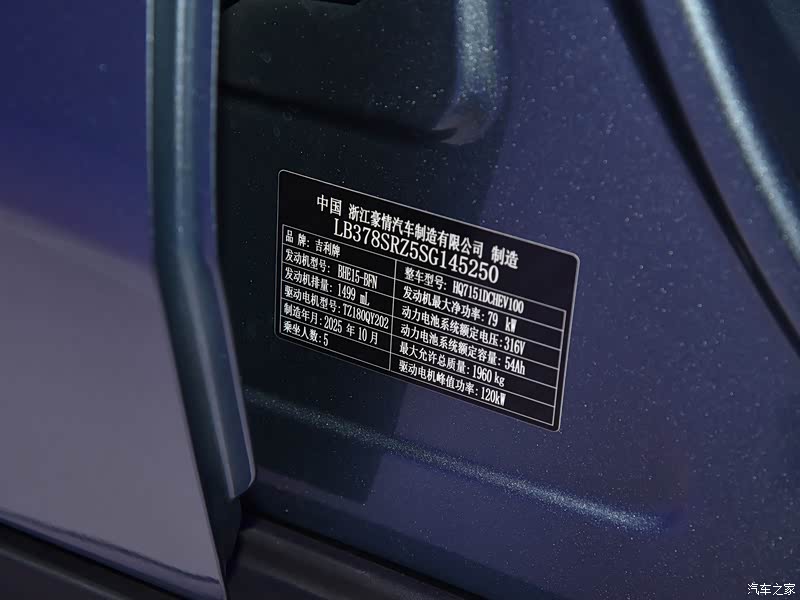 中国 浙江豪情汽车制造有限公司 制造
LB378SRZ5SG145250
品 牌: 吉利牌
整车型号: HQ7151DCHEV100
发动机型号: BHE15-BFN
发动机最大净功率: 79 kW
发动机排量: 1499 mL
动力电池系统额定电压: 316V
驱动电机型号: TZ180QY202
动力电池系统额定容量: 54Ah
制造年月: 2025 年 10 月
最大允许总质量: 1960 kg
乘坐人数: 5
驱动电机峰值功率: 120kW
汽车之家